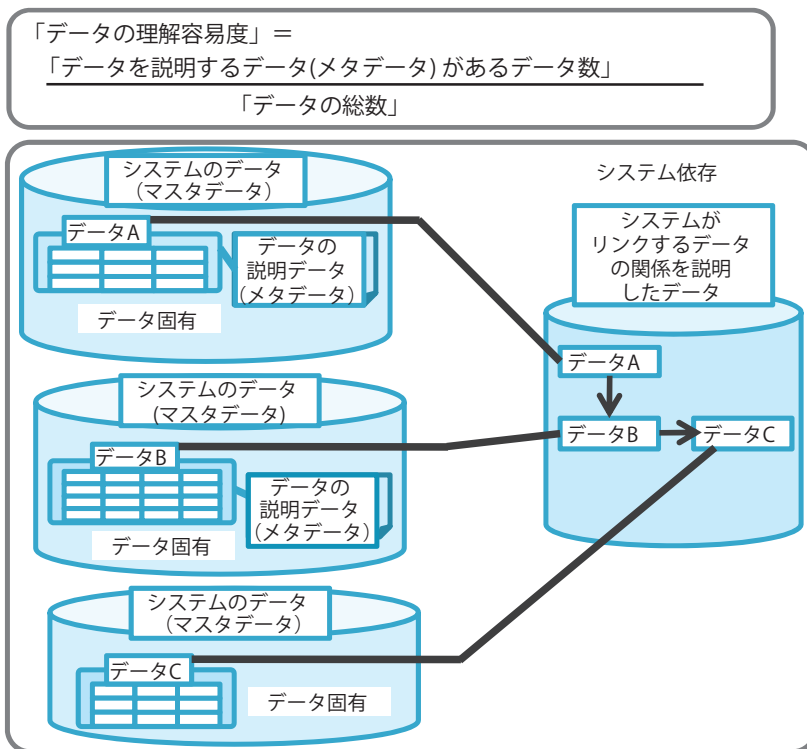 「データの理解容易度」＝
「データを説明するデータ(メタデータ) があるデータ数」
「データの総数」
システムのデータ
（マスタデータ）
データA
データの
説明データ
（メタデータ）
データ固有
システムのデータ
(マスタデータ)
データB
データの
説明データ
（メタデータ）
データ固有
システムのデータ
（マスタデータ）
データC
データ固有
システム依存
システムが
リンクするデータ
の関係を説明
したデータ
データA
データB
データC